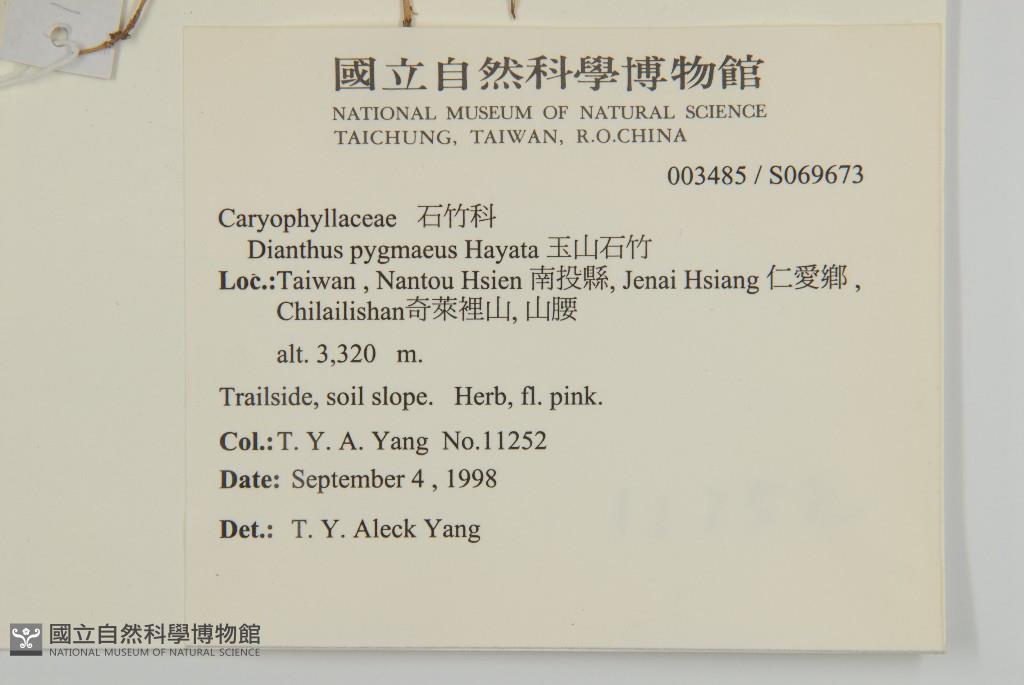 國立自然科學博物館
NATIONAL MUSEUM OF NATURAL SCIENCE
TAICHUNG, TAIWAN, R.O.CHINA
003485 / S069673
Caryophyllaceae 石竹科
Dianthus pygmaeus Hayata 玉山石竹
Loc.:Taiwan , Nantou Hsien 南投縣, Jenai Hsiang 仁愛鄉 ,
Chilailishan奇萊裡山, 山腰
alt. 3,320 m.
Trailside, soil slope. Herb, fl. pink.
Col.:T. Y. A. Yang No.11252
Date: September 4 , 1998
Det.: T. Y. Aleck Yang
國立自然科學博物館
NATIONAL MUSEUM OF NATURAL SCIENCE